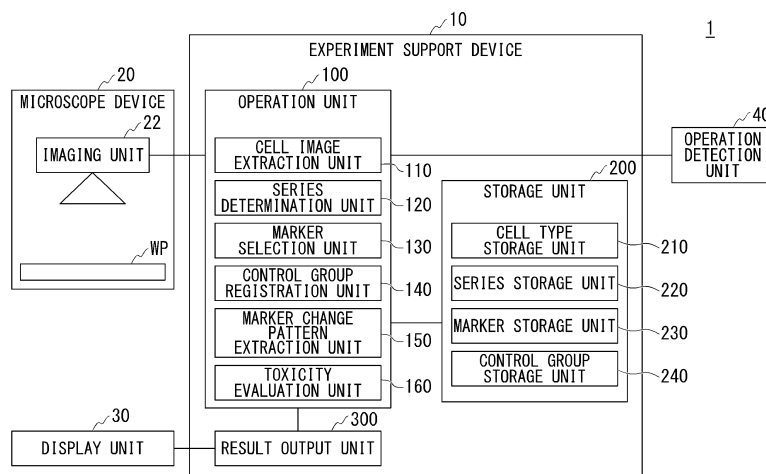 10
1
EXPERIMENT SUPPORT DEVICE
20
MICROSCOPE DEVICE
22
IMAGING UNIT
WP
100
OPERATION UNIT
CELL IMAGE
EXTRACTION UNIT
110
SERIES
DETERMINATION UNIT
120
MARKER
SELECTION UNIT
130
CONTROL GROUP
REGISTRATION UNIT
140
MARKER CHANGE
PATTERN
EXTRACTION UNIT
150
TOXICITY
EVALUATION UNIT
160
200
STORAGE UNIT
CELL TYPE
STORAGE UNIT
210
SERIES STORAGE UNIT
220
MARKER STORAGE UNIT
230
CONTROL GROUP
STORAGE UNIT
240
40
OPERATION
DETECTION
UNIT
30
DISPLAY UNIT
300
RESULT OUTPUT UNIT